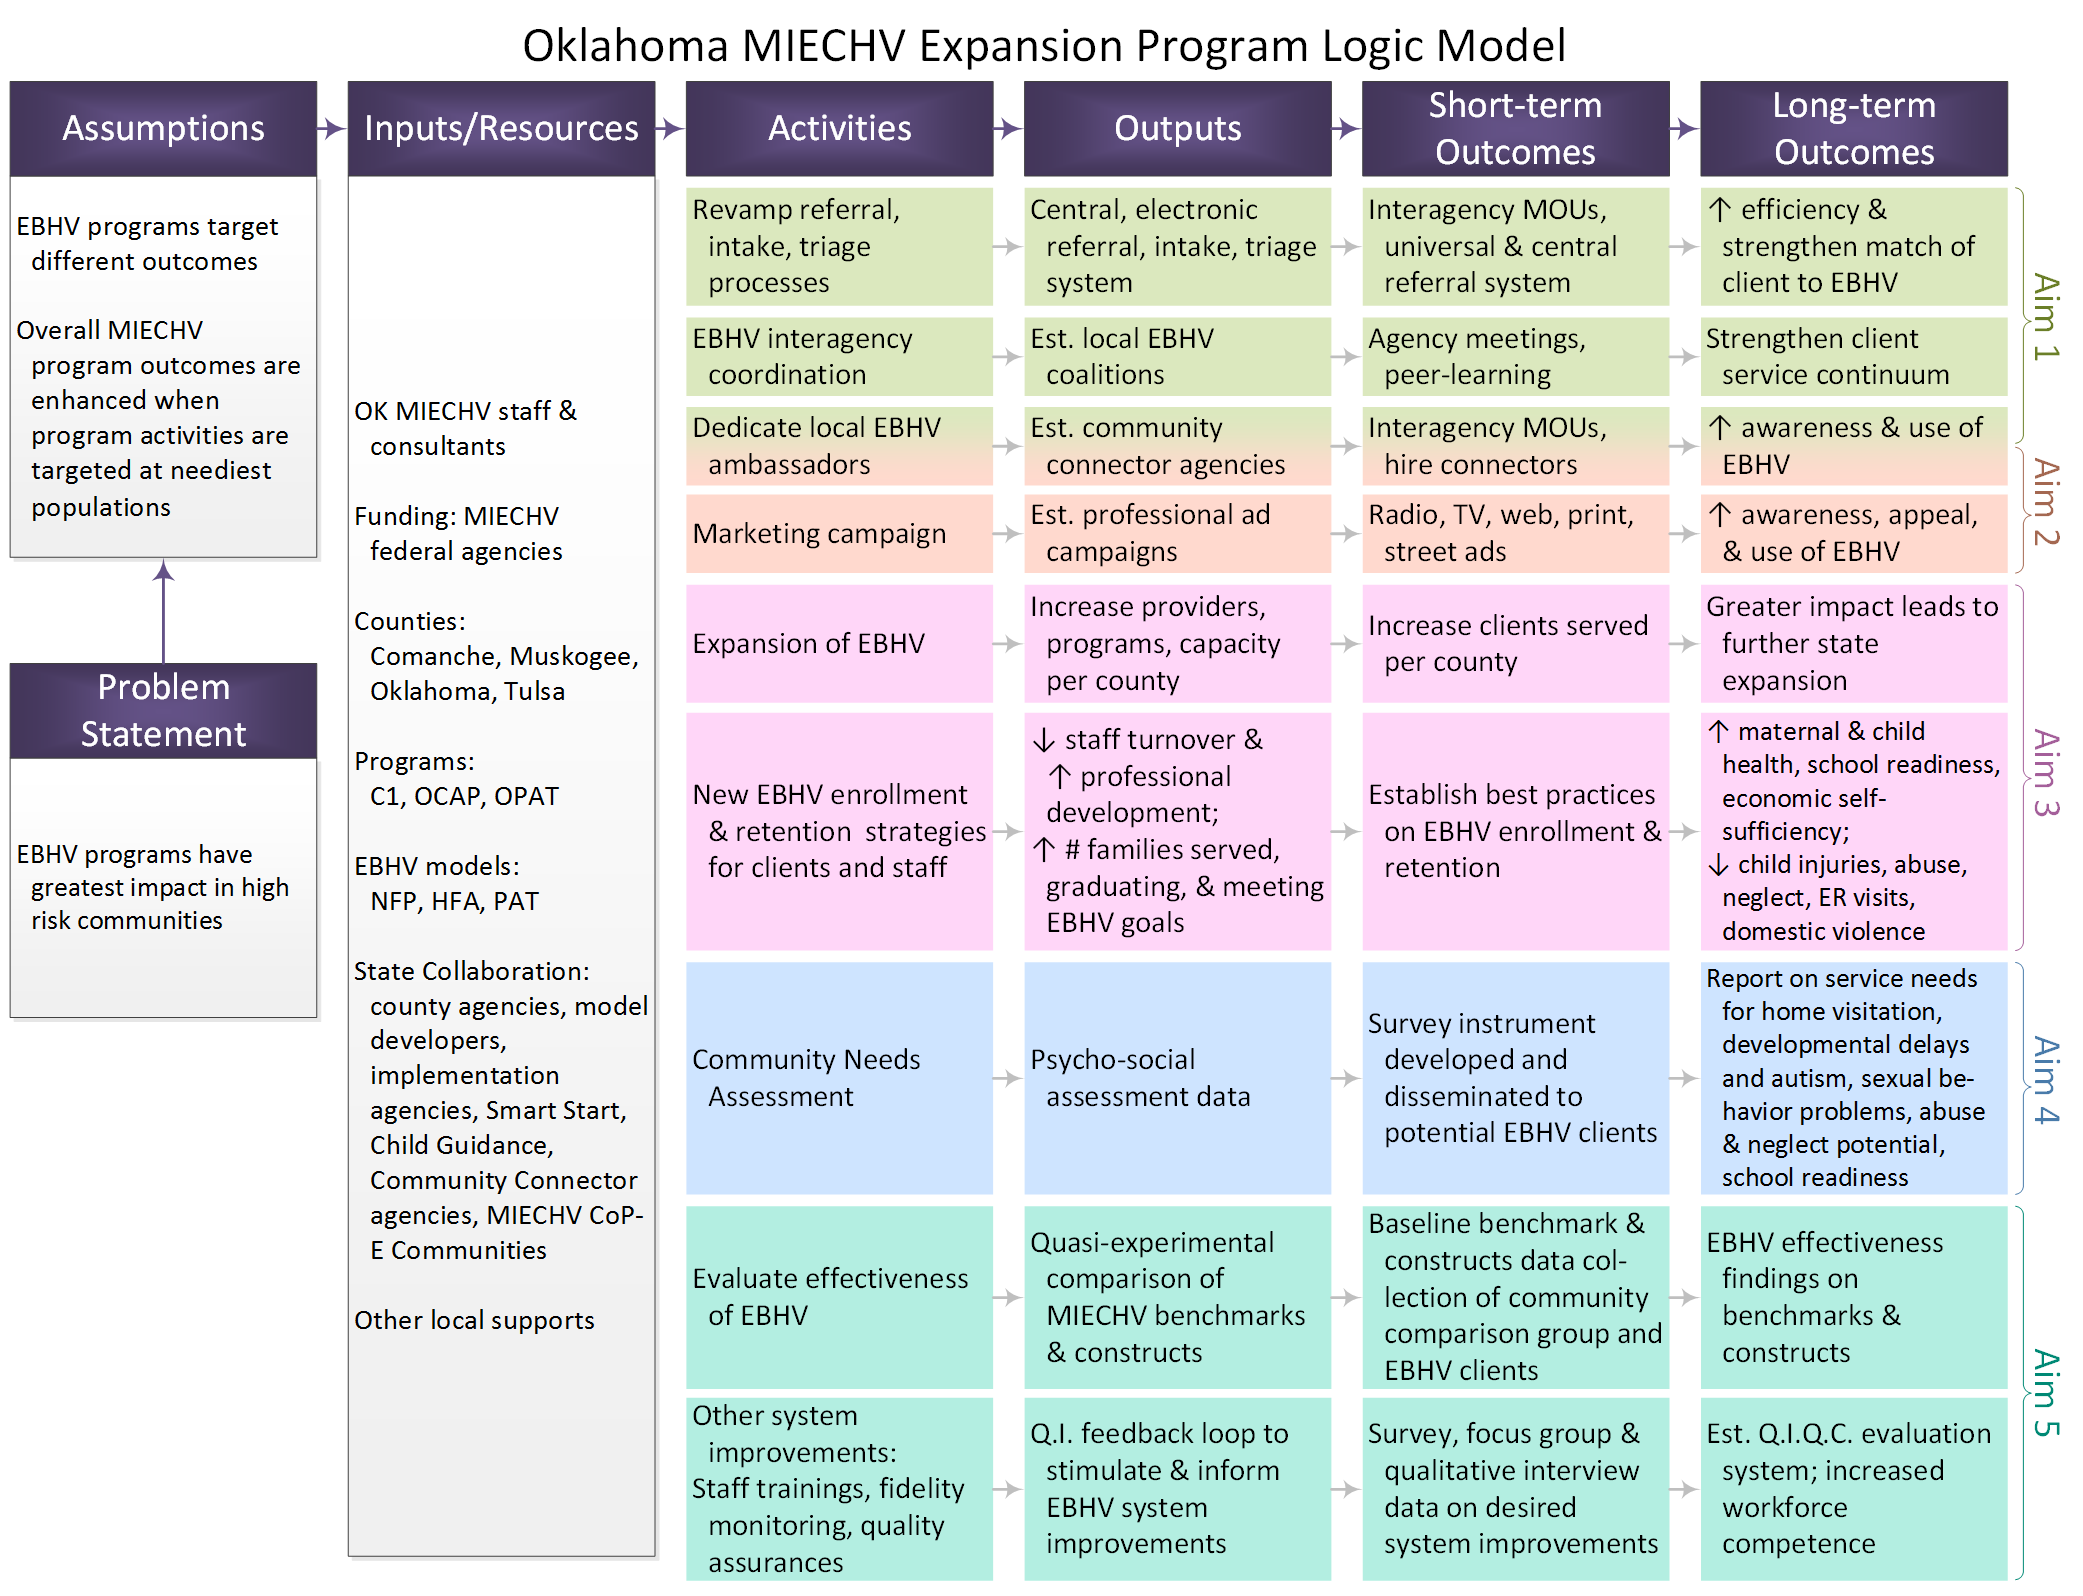 Oklahoma MIECHV Expansion Program Logic Model
Assumptions
EBHV programs target
different outcomes
Overall MIECHV
program outcomes are
enhanced when
program activities are
targeted at neediest
populations
Problem
Statement
EBHV programs have
greatest impact in high
risk communities
Inputs/Resources
OK MIECHV staff &
consultants
Funding: MIECHV
federal agencies
Counties:
Comanche, Muskogee,
Oklahoma, Tulsa
Programs:
C1, OCAP, OPAT
EBHV models:
NFP, HFA, PAT
State Collaboration:
county agencies, model
developers,
implementation
agencies, Smart Start,
Child Guidance,
Community Connector
agencies, MIECHV CoP-
E Communities
Other local supports
Activities
Outputs
Short-term
Outcomes
Long-term
Outcomes
Revamp referral,
intake, triage
processes
Central, electronic
referral, intake, triage
system
Interagency MOUs,
universal & central
referral system
↑ efficiency &
strengthen match of
client to EBHV
EBHV interagency
coordination
Est. local EBHV
coalitions
Agency meetings,
peer-learning
Strengthen client
service continuum
Aim 1
Dedicate local EBHV
ambassadors
Est. community
connector agencies
Interagency MOUs,
hire connectors
↑ awareness & use of
EBHV
Marketing campaign
Est. professional ad
campaigns
Radio, TV, web, print,
street ads
↑ awareness, appeal,
& use of EBHV
Aim 2
Expansion of EBHV
Increase providers,
programs, capacity
per county
Increase clients served
per county
Greater impact leads to
further state
expansion
New EBHV enrollment
& retention strategies
for clients and staff
↓ staff turnover &
↑ professional
development;
↑ # families served,
graduating, & meeting
EBHV goals
Establish best practices
on EBHV enrollment &
retention
↑ maternal & child
health, school readiness,
economic self-
sufficiency;
↓ child injuries, abuse,
neglect, ER visits,
domestic violence
Aim 3
Community Needs
Assessment
Psycho-social
assessment data
Survey instrument
developed and
disseminated to
potential EBHV clients
Report on service needs
for home visitation,
developmental delays
and autism, sexual be-
havior problems, abuse
& neglect potential,
school readiness
Aim 4
Evaluate effectiveness
of EBHV
Quasi-experimental
comparison of
MIECHV benchmarks
& constructs
Baseline benchmark &
constructs data col-
lection of community
comparison group and
EBHV clients
EBHV effectiveness
findings on
benchmarks &
constructs
Other system
improvements:
Staff trainings, fidelity
monitoring, quality
assurances
Q.I. feedback loop to
stimulate & inform
EBHV system
improvements
Survey, focus group &
qualitative interview
data on desired
system improvements
Est. Q.I.Q.C. evaluation
system; increased
workforce
competence
Aim 5